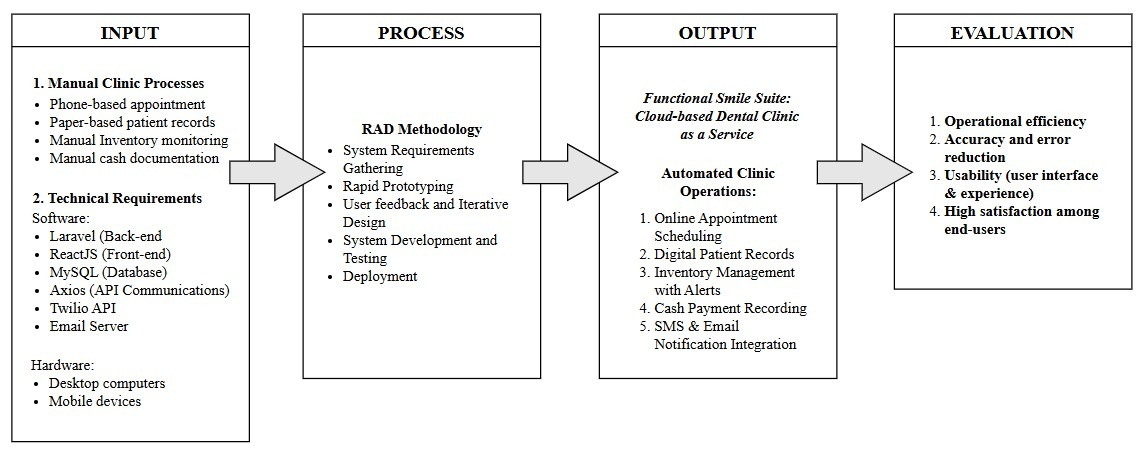 INPUT
1. Manual Clinic Processes
• Phone-based appointment
• Paper-based patient records
• Manual Inventory monitoring
• Manual cash documentation
2. Technical Requirements
Software:
• Laravel (Back-end
• ReactJS (Front-end)
• MySQL (Database)
• Axios (API Communications)
• Twilio API
• Email Server
Hardware:
• Desktop computers
• Mobile devices
PROCESS
RAD Methodology
• System Requirements
Gathering
• Rapid Prototyping
• User feedback and Iterative
Design
• System Development and
Testing
• Deployment
OUTPUT
Functional Smile Suite:
Cloud-based Dental Clinic
as a Service
Automated Clinic
Operations:
1. Online Appointment
Scheduling
2. Digital Patient Records
3. Inventory Management
with Alerts
4. Cash Payment Recording
5. SMS & Email
Notification Integration
EVALUATION
1. Operational efficiency
2. Accuracy and error
reduction
3. Usability (user interface
& experience)
4. High satisfaction among
end-users